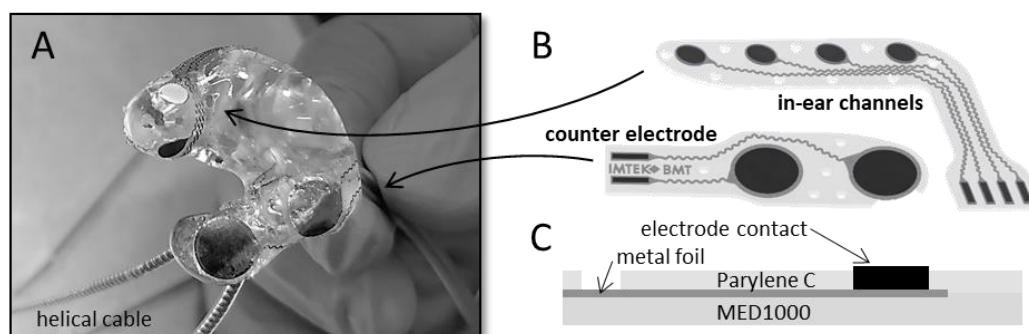 A
helical cable
B
in-ear channels
counter electrode
IMTEK BMT
C
electrode contact
metal foil
Parylene C
MED1000